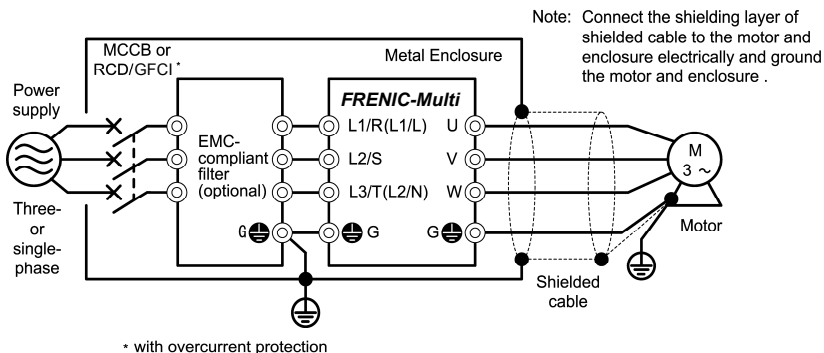 Note: Connect the shielding layer of
shielded cable to the motor and
enclosure electrically and ground
the motor and enclosure .
MCCB or
RCD/GFCI *
Metal Enclosure
Power
supply
FRENIC-Multi
L1/R(L1/L) U
EMC-
compliant
filter
(optional)
L2/S V
L3/T(L2/N) W
G
G
G
M
3 ~
Motor
Three-
or
single-
phase
Shielded
cable
* with overcurrent protection